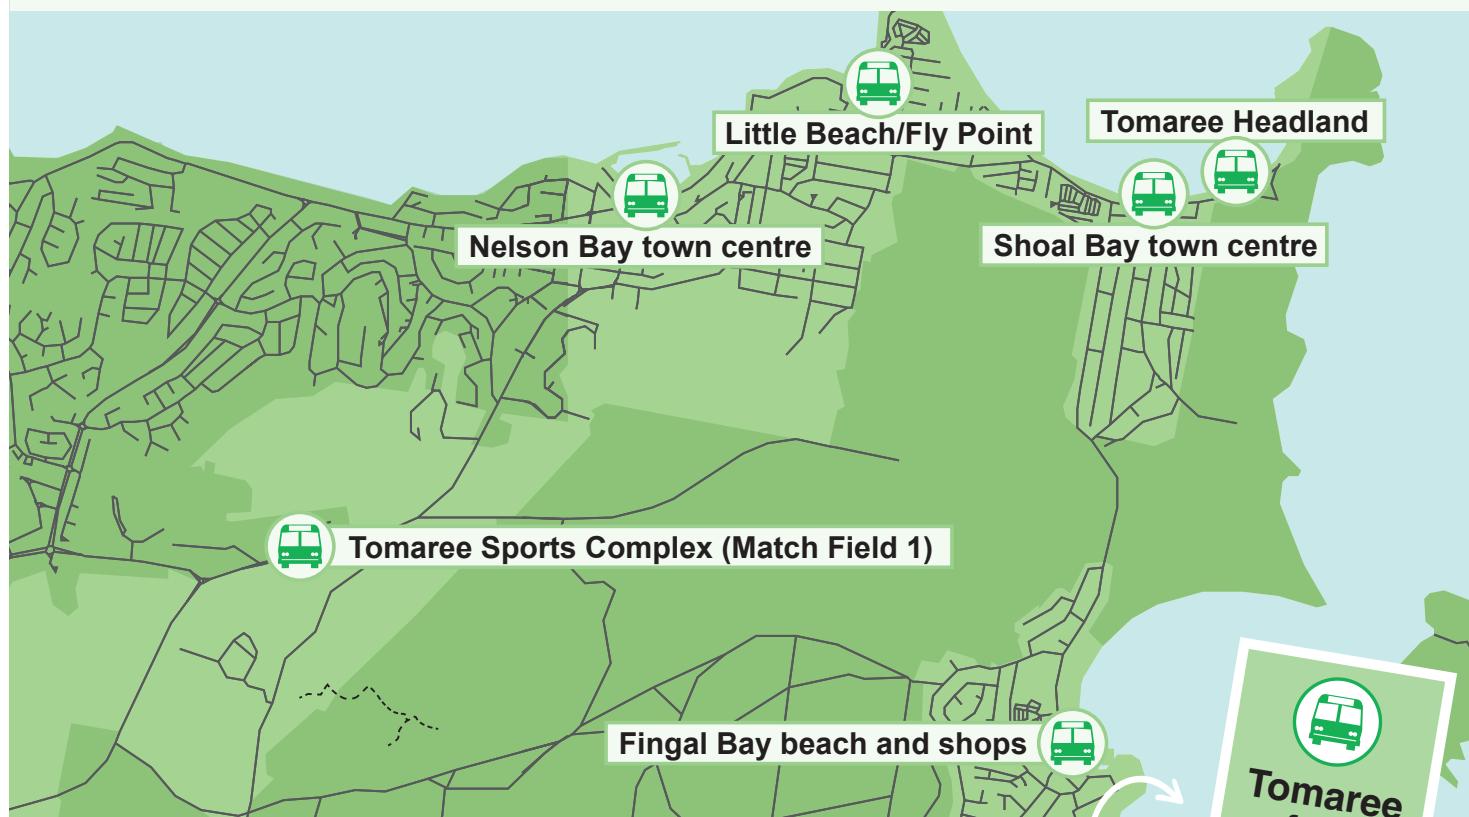 Little Beach/Fly Point
Tomaree Headland
Nelson Bay town centre
Shoal Bay town centre
Tomaree Sports Complex (Match Field 1)
Fingal Bay beach and shops
Tomaree